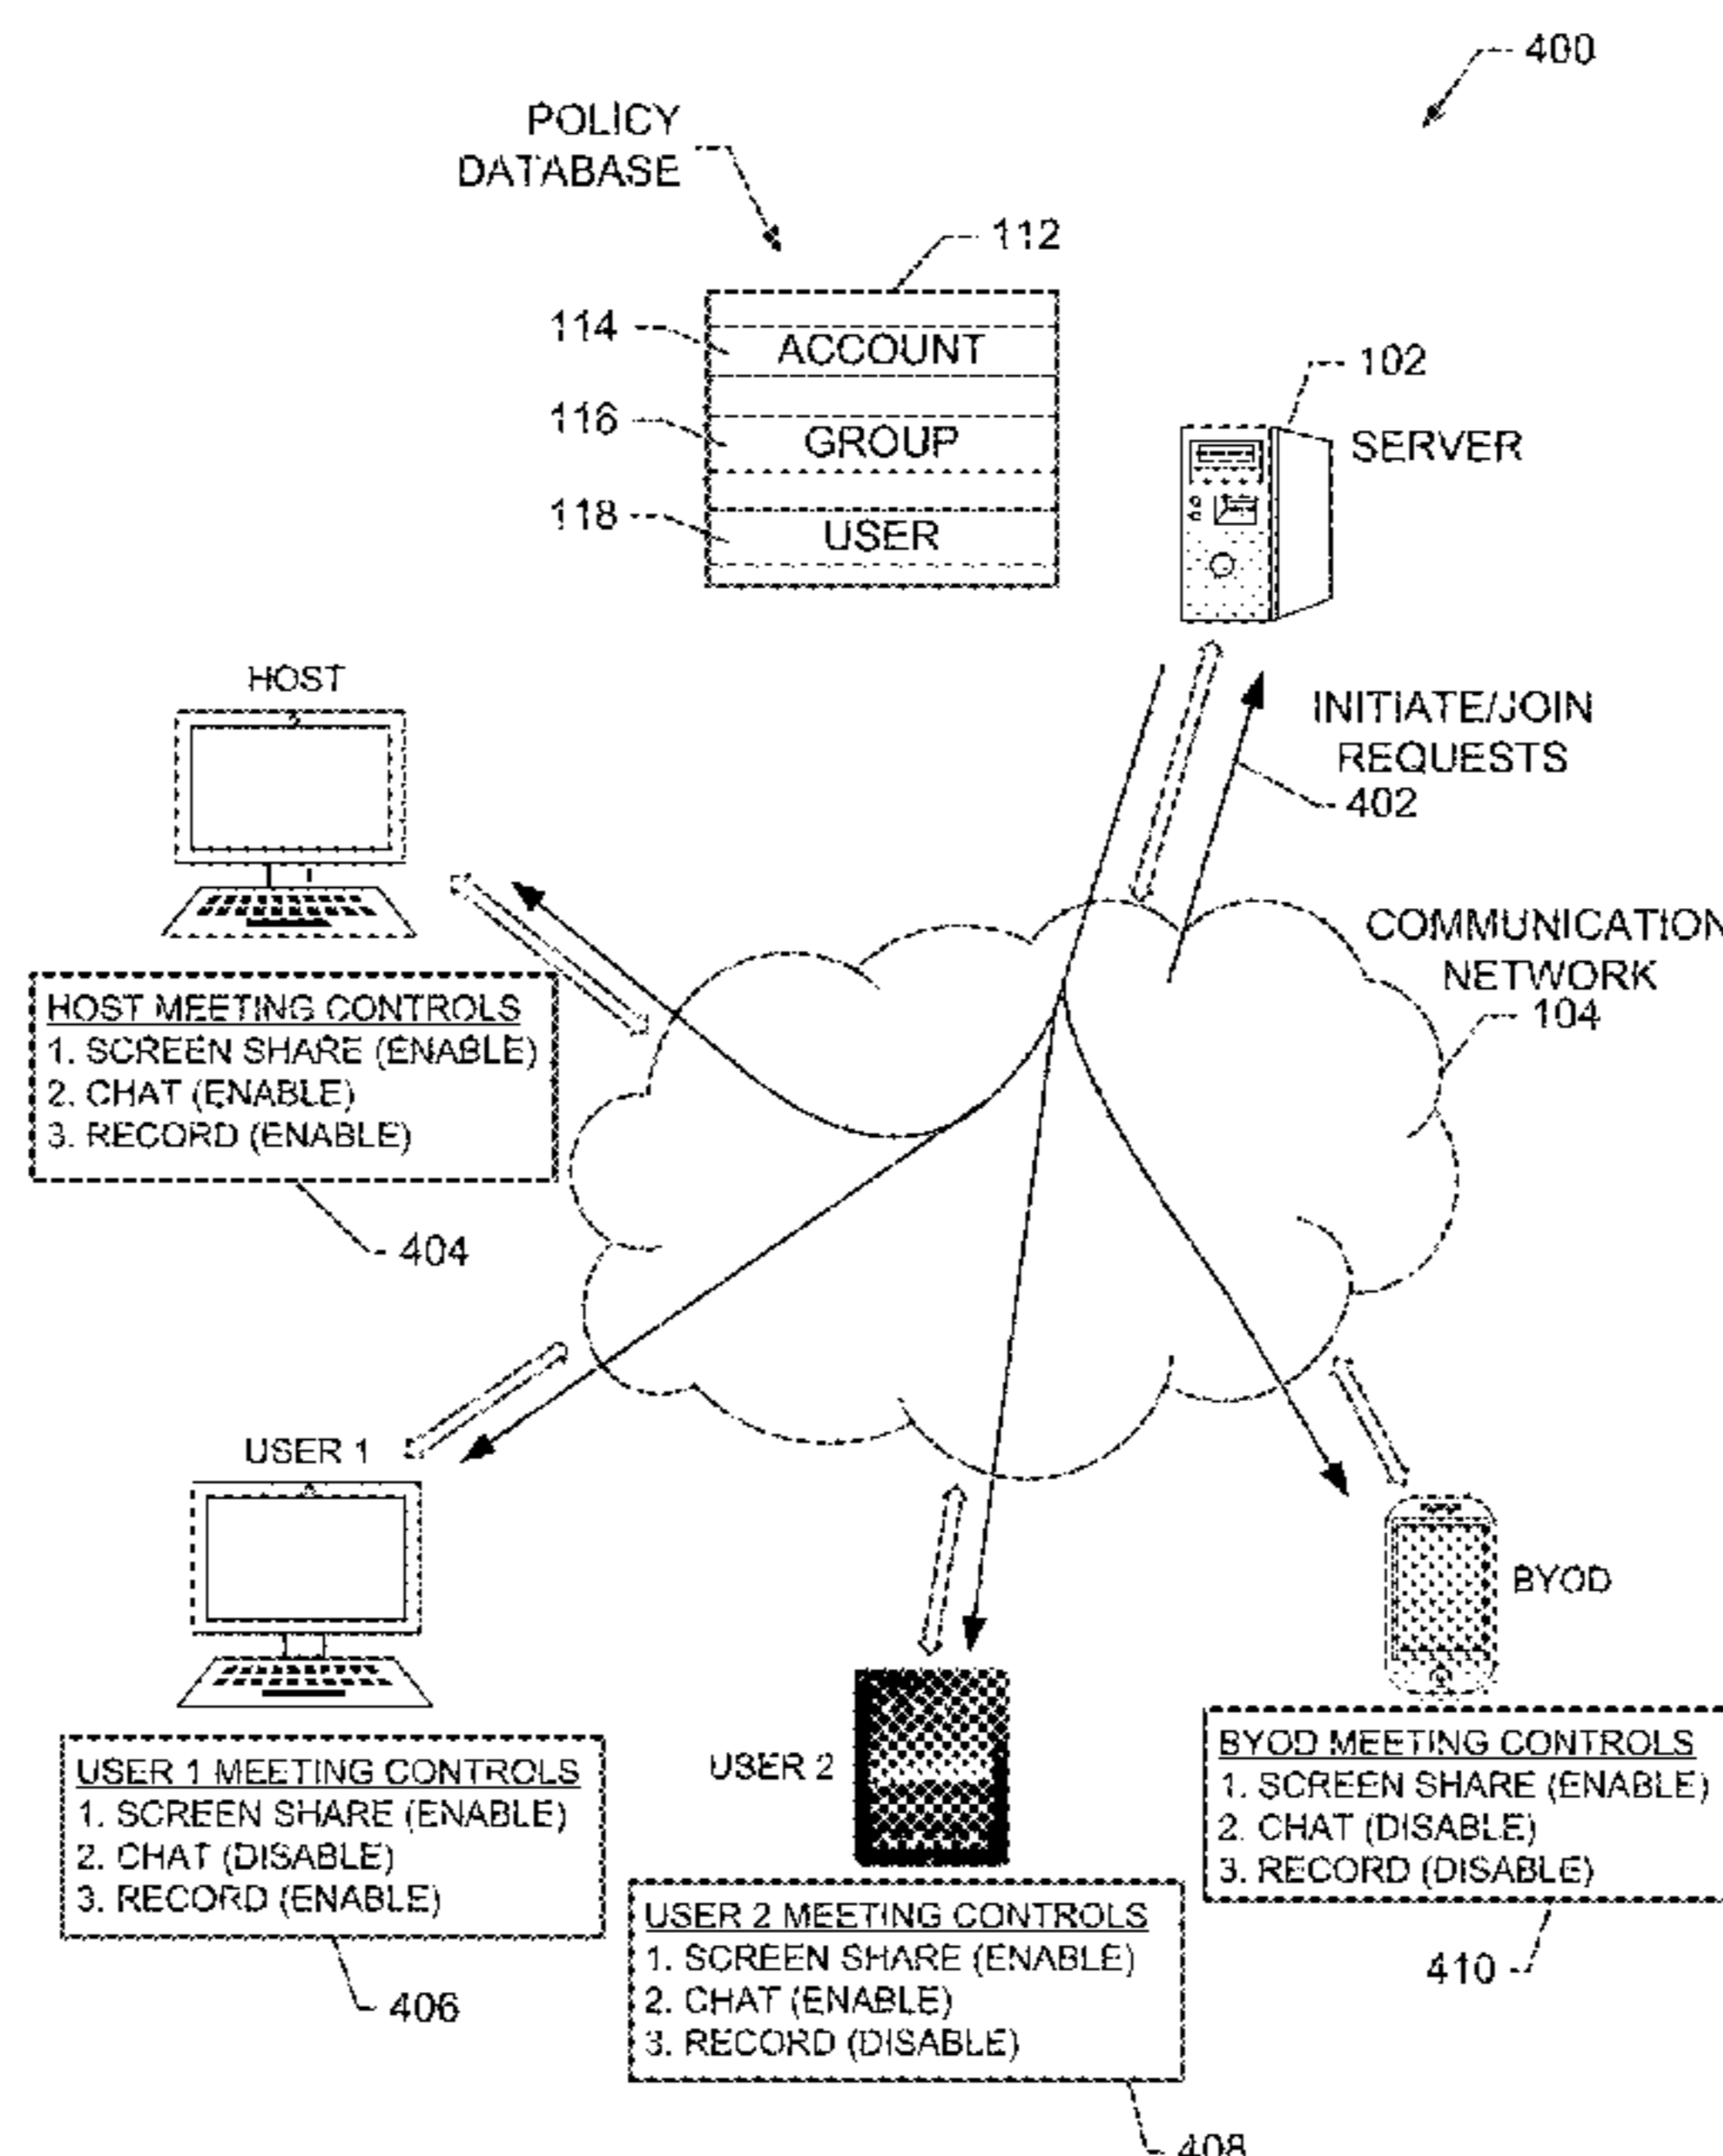 400
POLICY
DATABASE
112
114
ACCOUNT
116
GROUP
118
USER
102
SERVER
INITIATE/JOIN
REQUESTS
402
HOST
COMMUNICATION
NETWORK
104
HOST MEETING CONTROLS
1. SCREEN SHARE (ENABLE)
2. CHAT (ENABLE)
3. RECORD (ENABLE)
404
USER 1
USER 1 MEETING CONTROLS
1. SCREEN SHARE (ENABLE)
2. CHAT (DISABLE)
3. RECORD (ENABLE)
406
USER 2
USER 2 MEETING CONTROLS
1. SCREEN SHARE (ENABLE)
2. CHAT (ENABLE)
3. RECORD (DISABLE)
408
BYOD
BYOD MEETING CONTROLS
1. SCREEN SHARE (ENABLE)
2. CHAT (DISABLE)
3. RECORD (DISABLE)
410